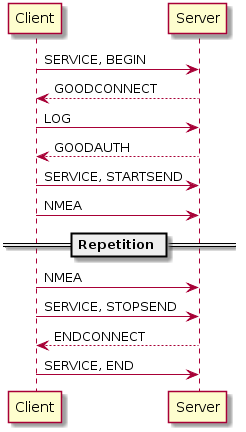 Client Server
SERVICE, BEGIN
GOODCONNECT
LOG
GOODAUTH
SERVICE, STARTSEND
NMEA
Repetition
NMEA
SERVICE, STOPSEND
ENDCONNECT
SERVICE, END
Client Server